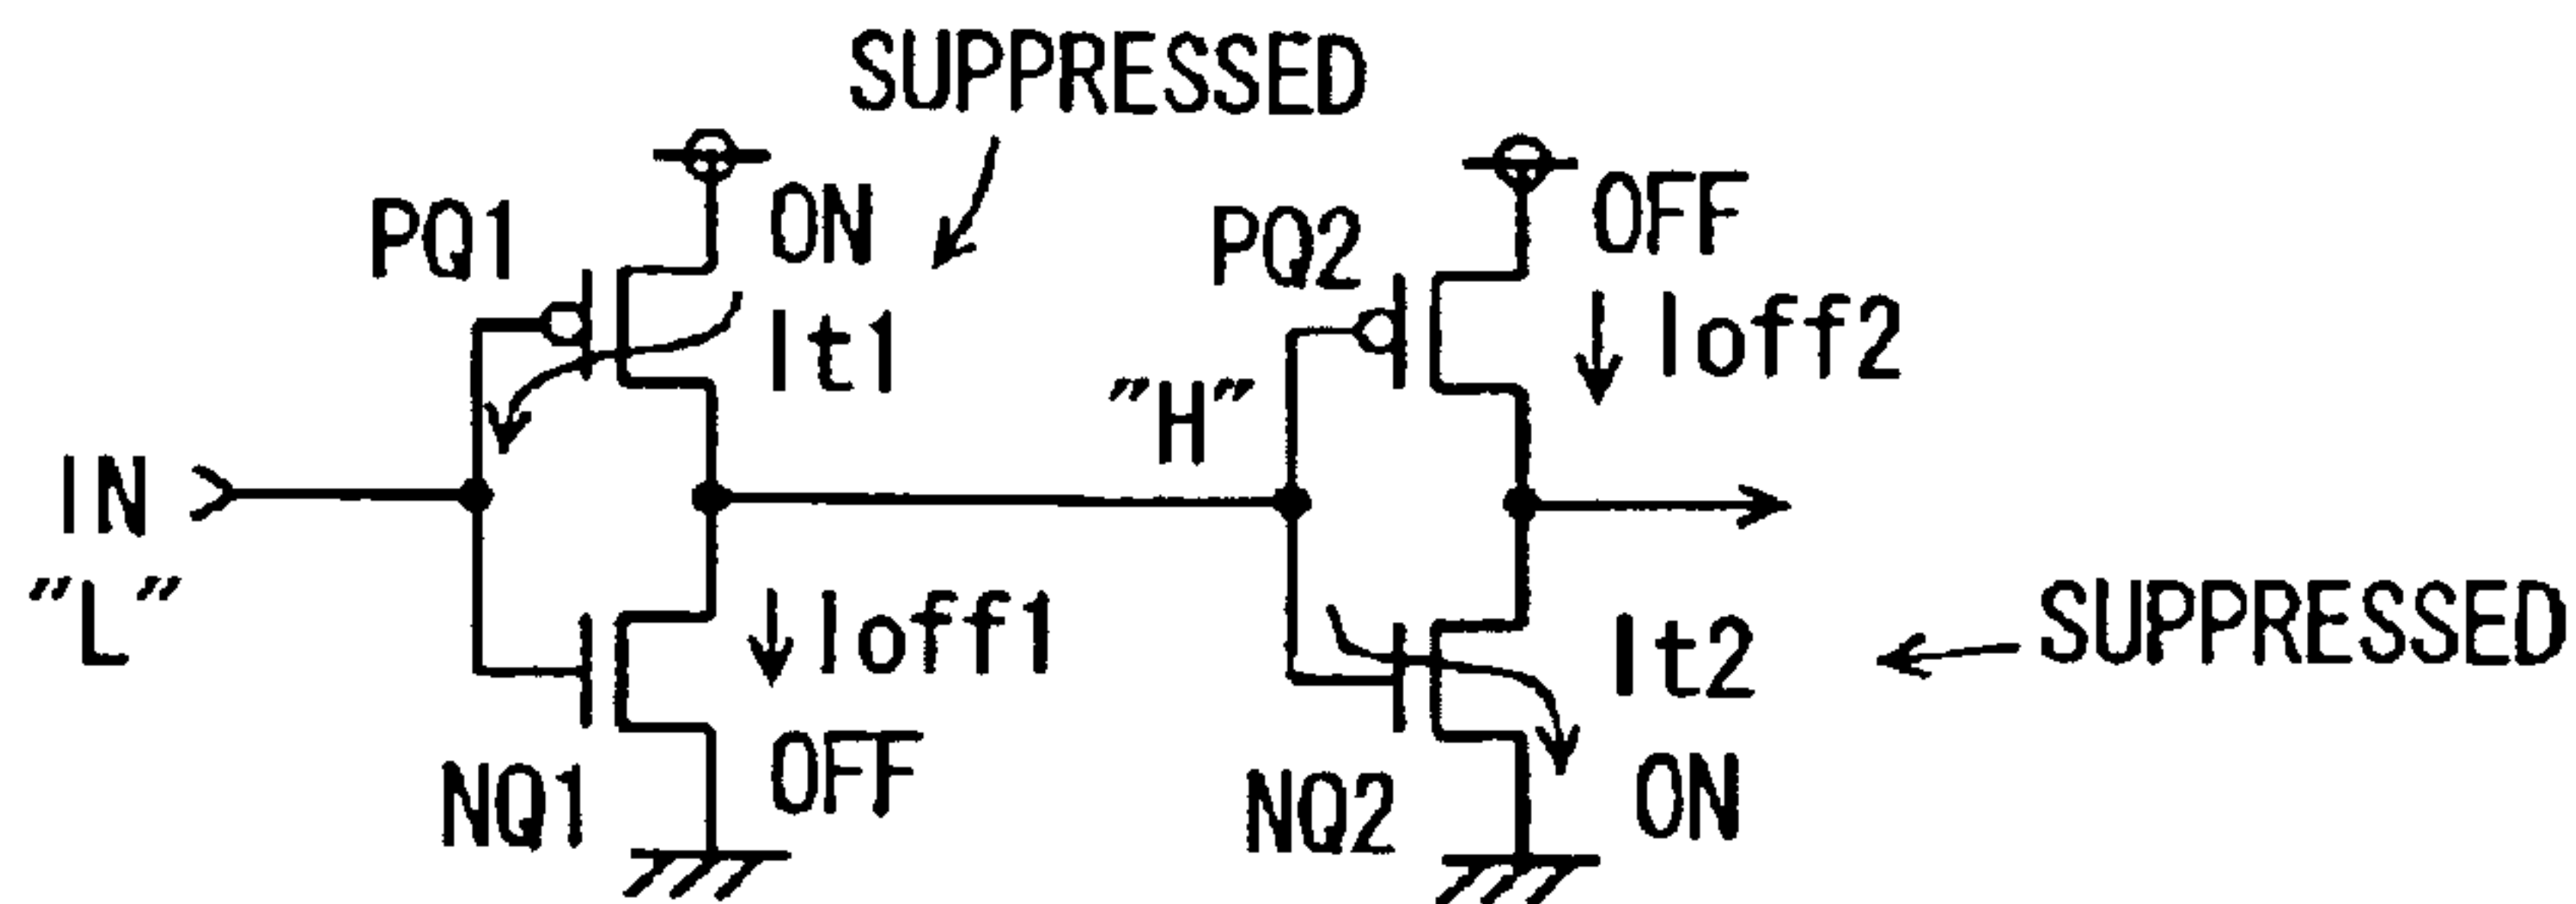 SUPPRESSED
PQ1
ON
It1
PQ2
OFF
Ioff2
"H"
IN
"L"
Ioff1
OFF
NQ1
It2
SUPPRESSED
NQ2
ON